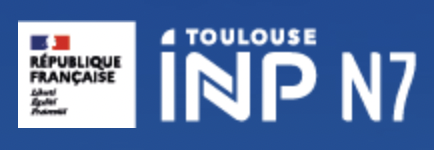 RÉPUBLIQUE
FRANÇAISE
Liberté
Égalité
Fraternité
TOULOUSE
INP N7